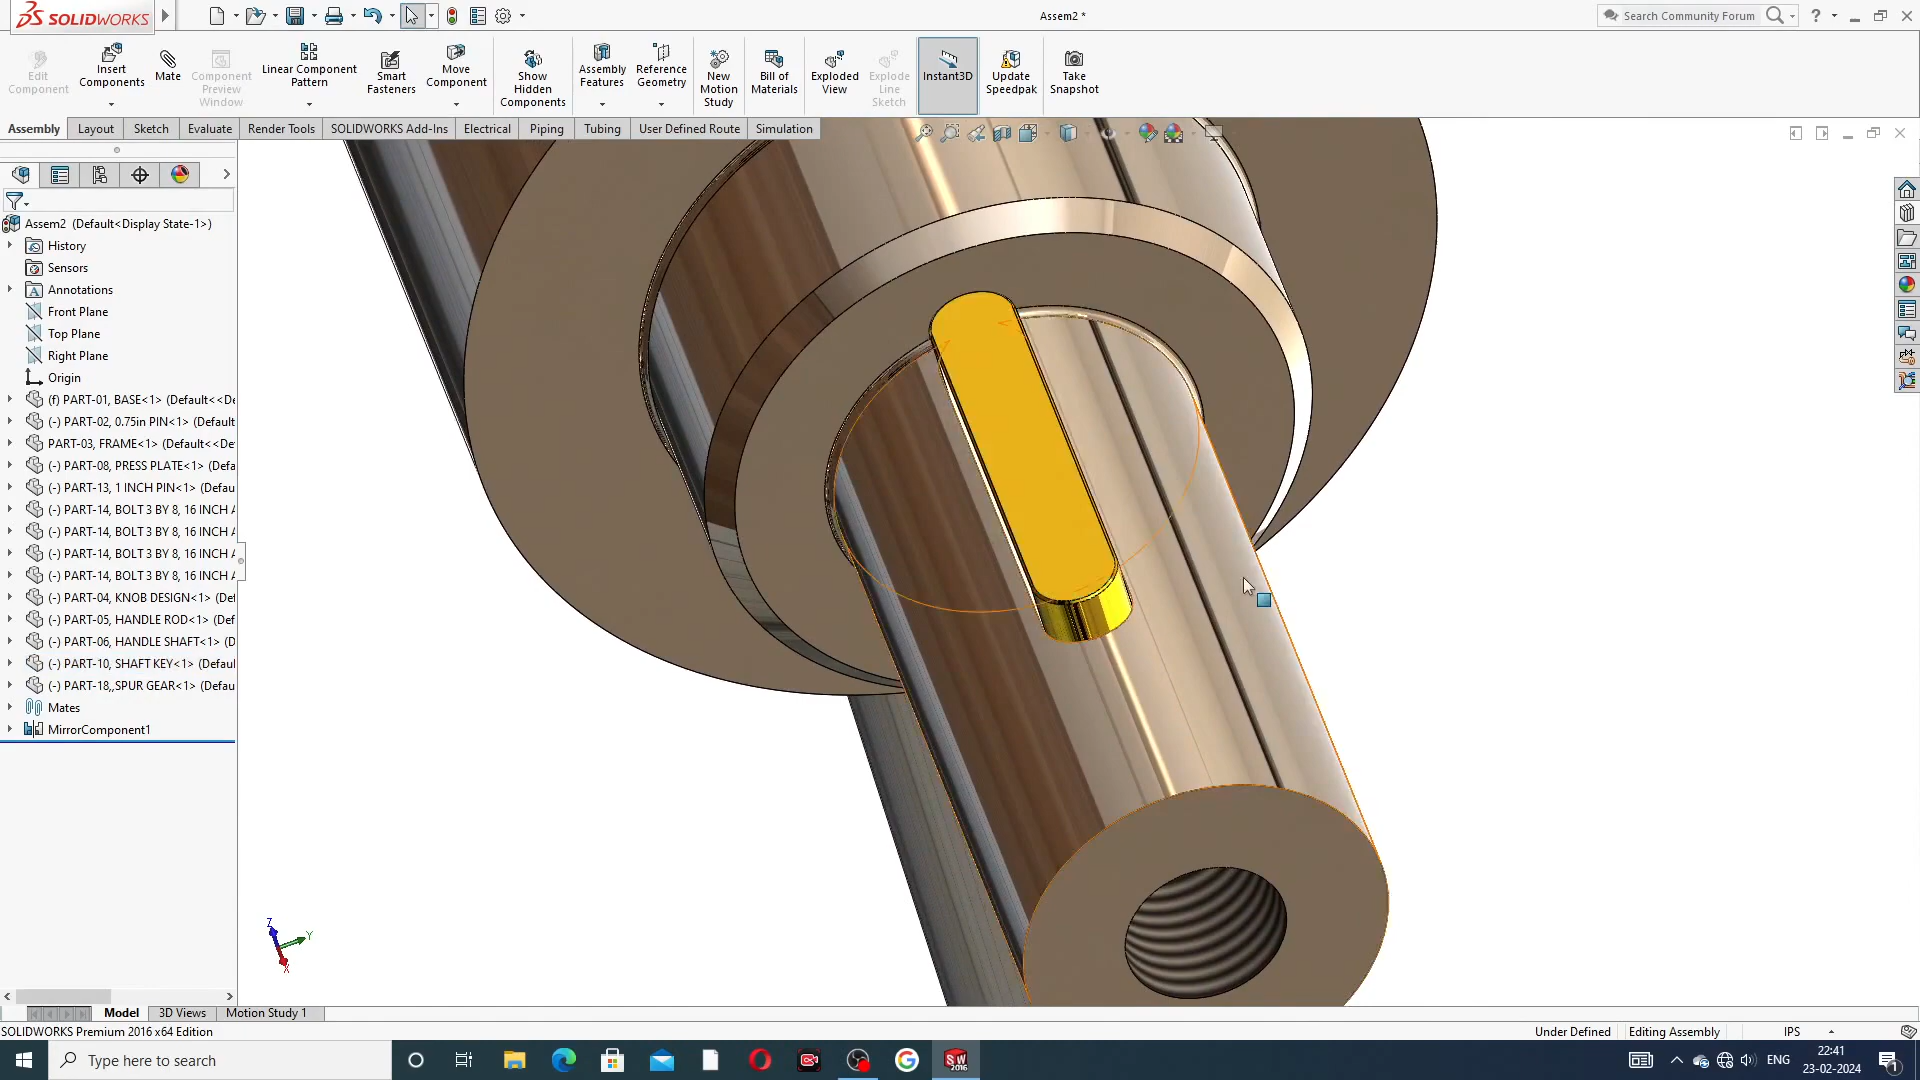 SOLIDWORKS
Assem2 *
Search Community Forum
?
Edit Component
Insert Components
Mate
Component Preview Window
Linear Component Pattern
Smart Fasteners
Move Component
Show Hidden Components
Assembly Features
Reference Geometry
New Motion Study
Bill of Materials
Exploded View
Explode Line Sketch
Instant3D
Update Speedpak
Take Snapshot
Assembly
Layout
Sketch
Evaluate
Render Tools
SOLIDWORKS Add-Ins
Electrical
Piping
Tubing
User Defined Route
Simulation
Assem2 (Default<Display State-1>)
History
Sensors
Annotations
Front Plane
Top Plane
Right Plane
Origin
(f) PART-01, BASE<1> (Default<<De
(-) PART-02, 0.75in PIN<1> (Default
PART-03, FRAME<1> (Default<<De
(-) PART-08, PRESS PLATE<1> (Defa
(-) PART-13, 1 INCH PIN<1> (Defau
(-) PART-14, BOLT 3 BY 8, 16 INCH A
(-) PART-14, BOLT 3 BY 8, 16 INCH A
(-) PART-14, BOLT 3 BY 8, 16 INCH A
(-) PART-14, BOLT 3 BY 8, 16 INCH A
(-) PART-04, KNOB DESIGN<1> (Def
(-) PART-05, HANDLE ROD<1> (Def
(-) PART-06, HANDLE SHAFT<1> (D
(-) PART-10, SHAFT KEY<1> (Defaul
(-) PART-18,,SPUR GEAR<1> (Defau
Mates
MirrorComponent1
Z
Y
X
Model
3D Views
Motion Study 1
SOLIDWORKS Premium 2016 x64 Edition
Under Defined
Editing Assembly
IPS
Type here to search
SW
2016
ENG
22:41
23-02-2024
1